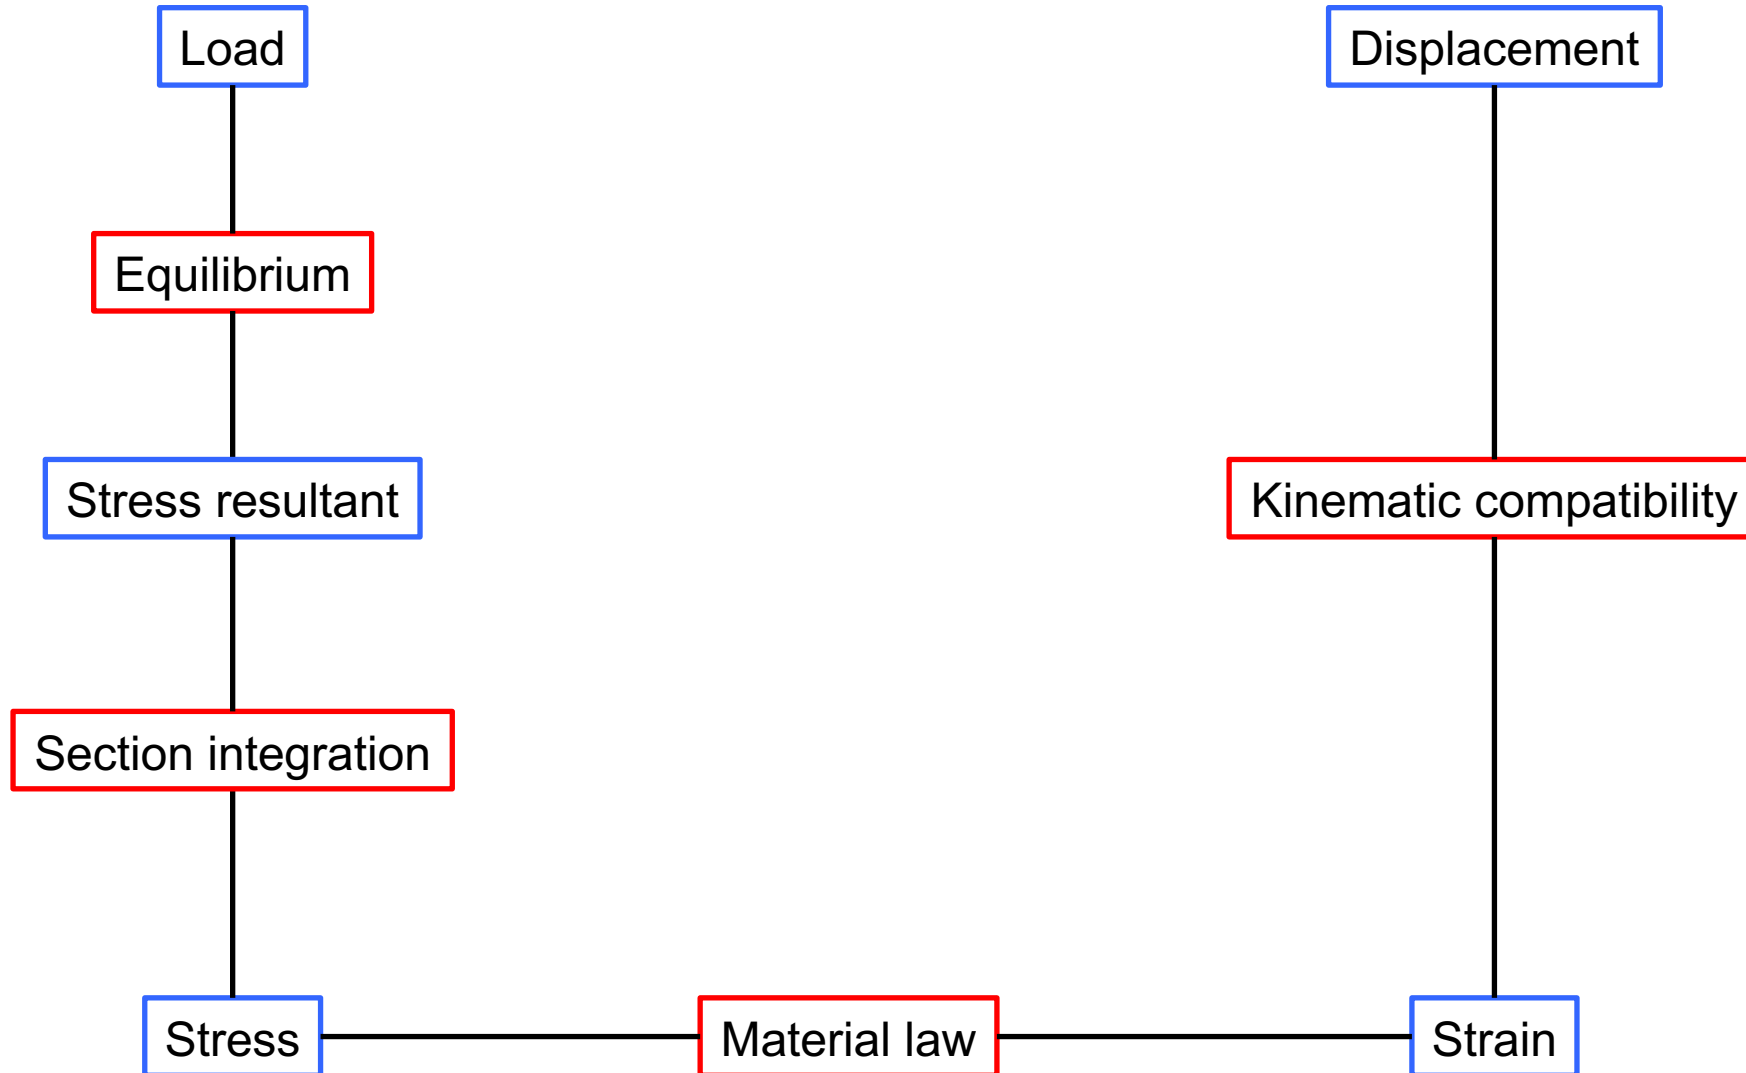 Load
Displacement
Equilibrium
Stress resultant
Kinematic compatibility
Section integration
Stress
Material law
Strain